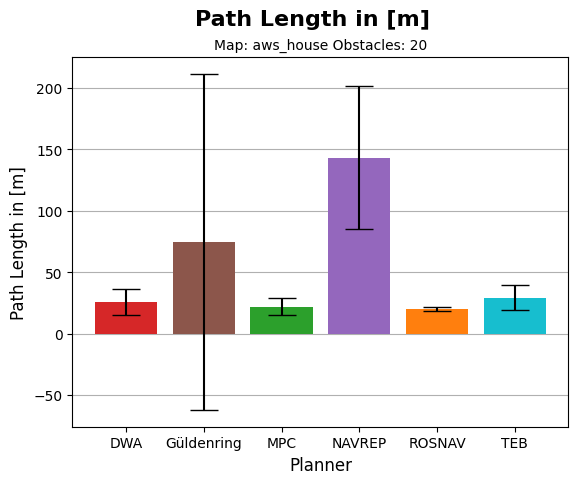 Path Length in [m]
Map: aws_house Obstacles: 20
Path Length in [m]
200
150
100
50
0
−50
DWA Güldenring MPC NAVREP ROSNAV TEB
Planner